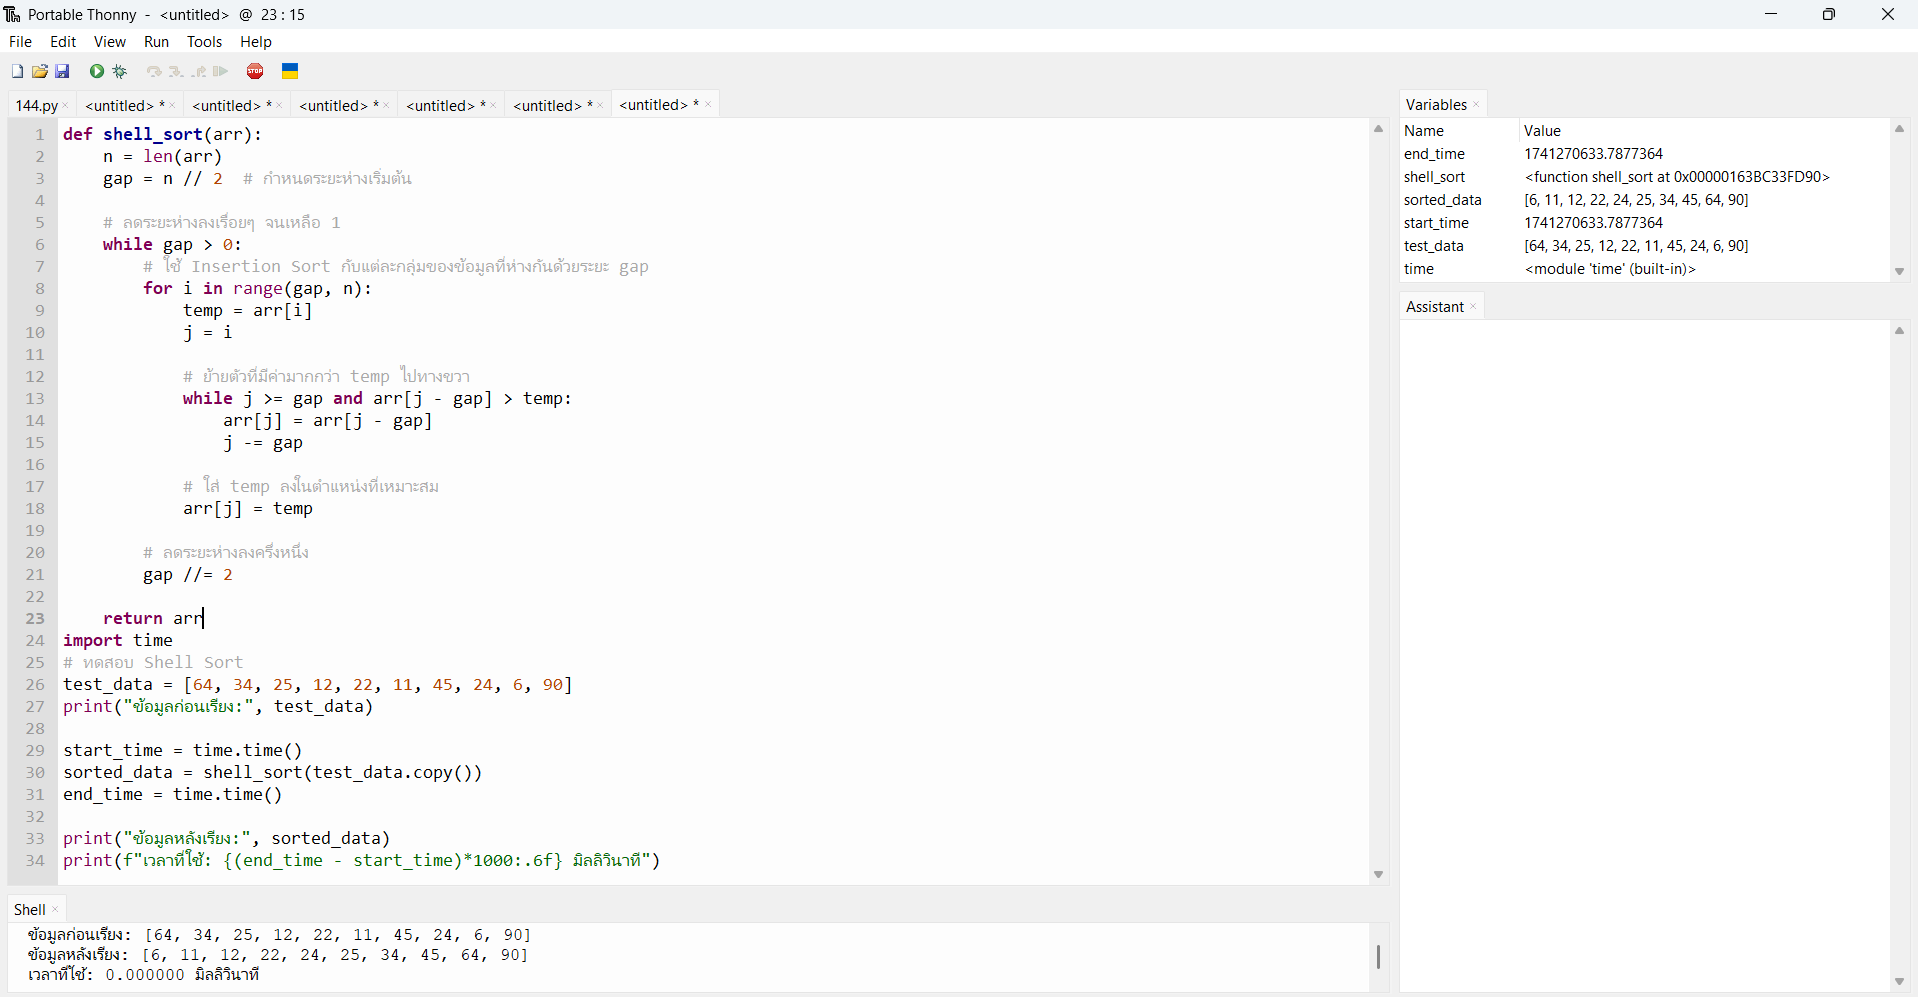 Portable Thonny - <untitled> @ 23 : 15
File Edit View Run Tools Help
STOP
144.py × <untitled> * × <untitled> * × <untitled> * × <untitled> * × <untitled> * × <untitled> * ×
1 def shell_sort(arr):
2     n = len(arr)
3     gap = n // 2  # กำหนดระยะห่างเริ่มต้น
4
5     # ลดระยะห่างลงเรื่อยๆ จนเหลือ 1
6     while gap > 0:
7         # ใช้ Insertion Sort กับแต่ละกลุ่มของข้อมูลที่ห่างกันด้วยระยะ gap
8         for i in range(gap, n):
9             temp = arr[i]
10             j = i
11
12             # ย้ายตัวที่มีค่ามากกว่า temp ไปทางขวา
13             while j >= gap and arr[j - gap] > temp:
14                 arr[j] = arr[j - gap]
15                 j -= gap
16
17             # ใส่ temp ลงในตำแหน่งที่เหมาะสม
18             arr[j] = temp
19
20         # ลดระยะห่างลงครึ่งหนึ่ง
21         gap //= 2
22
23     return arr
24 import time
25 # ทดสอบ Shell Sort
26 test_data = [64, 34, 25, 12, 22, 11, 45, 24, 6, 90]
27 print("ข้อมูลก่อนเรียง:", test_data)
28
29 start_time = time.time()
30 sorted_data = shell_sort(test_data.copy())
31 end_time = time.time()
32
33 print("ข้อมูลหลังเรียง:", sorted_data)
34 print(f"เวลาที่ใช้: {(end_time - start_time)*1000:.6f} มิลลิวินาที")
Shell ×
ข้อมูลก่อนเรียง: [64, 34, 25, 12, 22, 11, 45, 24, 6, 90]
ข้อมูลหลังเรียง: [6, 11, 12, 22, 24, 25, 34, 45, 64, 90]
เวลาที่ใช้: 0.000000 มิลลิวินาที
Variables ×
Name Value
end_time 1741270633.7877364
shell_sort <function shell_sort at 0x00000163BC33FD90>
sorted_data [6, 11, 12, 22, 24, 25, 34, 45, 64, 90]
start_time 1741270633.7877364
test_data [64, 34, 25, 12, 22, 11, 45, 24, 6, 90]
time <module 'time' (built-in)>
Assistant ×